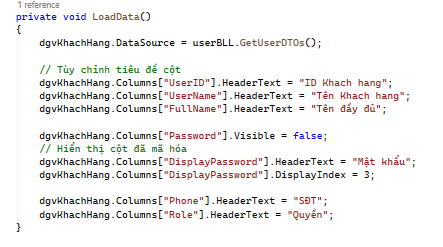 1 reference
private void LoadData()
{
dgvKhachHang.DataSource = userBLL.GetUserDTOs();
// Tùy chỉnh tiêu đề cột
dgvKhachHang.Columns["UserID"].HeaderText = "ID Khach hang";
dgvKhachHang.Columns["UserName"].HeaderText = "Tên Khach hang";
dgvKhachHang.Columns["FullName"].HeaderText = "Tên đầy đủ";
dgvKhachHang.Columns["Password"].Visible = false;
// Hiển thị cột đã mã hóa
dgvKhachHang.Columns["DisplayPassword"].HeaderText = "Mật khẩu";
dgvKhachHang.Columns["DisplayPassword"].DisplayIndex = 3;
dgvKhachHang.Columns["Phone"].HeaderText = "SĐT";
dgvKhachHang.Columns["Role"].HeaderText = "Quyền";
}